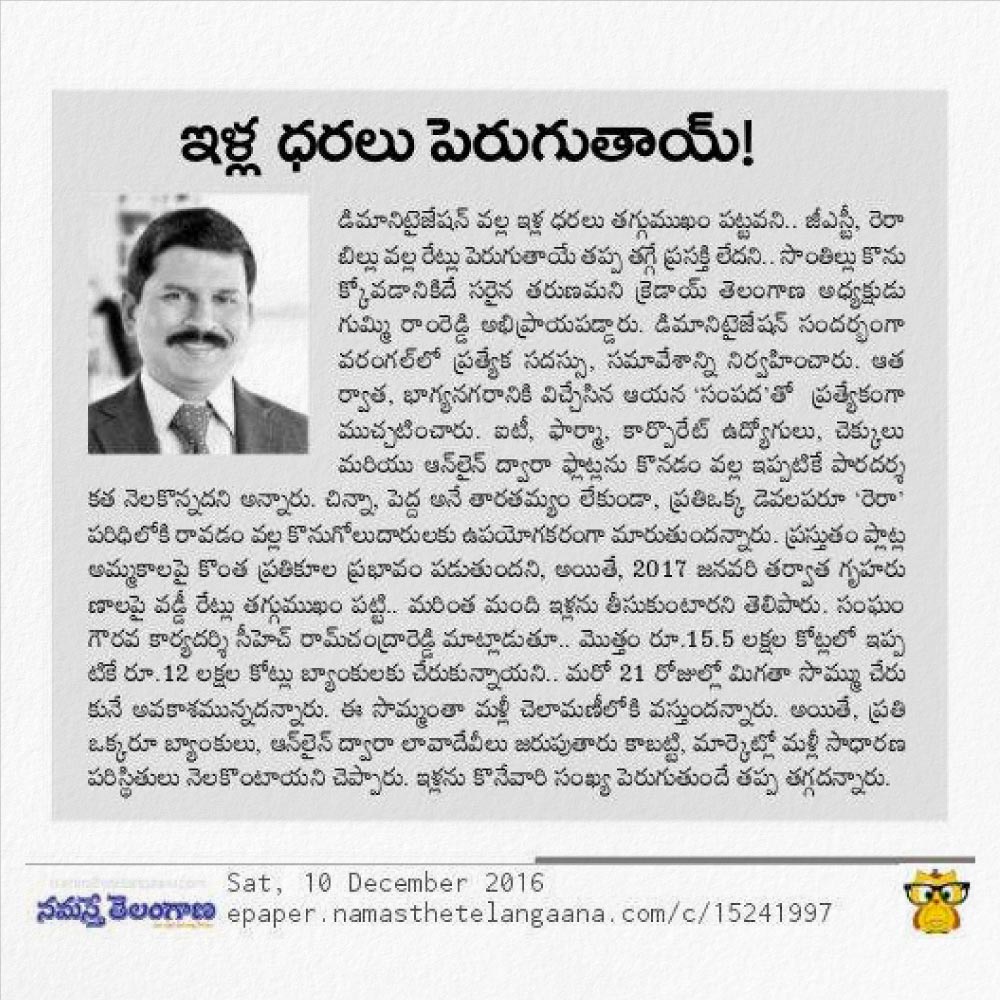 ఇళ్ల ధరలు పెరుగుతాయ్!
డిమానిటైజేషన్ వల్ల ఇళ్ల ధరలు తగ్గుముఖం పట్టవని.. జీఎస్టీ, రెరా
బిల్లు వల్ల రేట్లు పెరుగుతాయే తప్ప తగ్గే ప్రసక్తి లేదని.. సొంతిల్లు కొను
క్కోవడానికిదే సరైన తరుణమని క్రెడాయ్ తెలంగాణ అధ్యక్షుడు
గుమ్మి రాంరెడ్డి అభిప్రాయపడ్డారు. డిమానిటైజేషన్ సందర్భంగా
వరంగల్‌లో ప్రత్యేక సదస్సు, సమావేశాన్ని నిర్వహించారు. ఆత
ర్వాత, బాగ్యనగరానికి విచ్చేసిన ఆయన 'సంపద'తో ప్రత్యేకంగా
ముచ్చటించారు. ఐటీ, ఫార్మా, కార్పొరేట్ ఉద్యోగులు, చెక్కులు
మరియు ఆన్‌లైన్ ద్వారా ఫ్లాట్లను కొనడం వల్ల ఇప్పటికే పారదర్శ
కత నెలకొన్నదని అన్నారు. చిన్నా, పెద్ద అనే తారతమ్యం లేకుండా, ప్రతిఒక్క డెవలపరూ 'రెరా'
పరిధిలోకి రావడం వల్ల కొనుగోలుదారులకు ఉపయోగకరంగా మారుతుందన్నారు. ప్రస్తుతం ప్లాట్ల
అమ్మకాలపై కొంత ప్రతికూల ప్రభావం పడుతుందని, అయితే, 2017 జనవరి తర్వాత గృహరు
ణాలపై వడ్డీ రేట్లు తగ్గుముఖం పట్టి.. మరింత మంది ఇళ్లను తీసుకుంటారని తెలిపారు. సంఘం
గౌరవ కార్యదర్శి సీహెచ్ రామ్‌చంద్రారెడ్డి మాట్లాడుతూ.. మొత్తం రూ.15.5 లక్షల కోట్లలో ఇప్ప
టికే రూ.12 లక్షల కోట్లు బ్యాంకులకు చేరుకున్నాయని.. మరో 21 రోజుల్లో మిగతా సొమ్ము చేరు
కునే అవకాశమున్నదన్నారు. ఈ సొమ్మంతా మళ్లీ చెలామణీలోకి వస్తుందన్నారు. అయితే, ప్రతి
ఒక్కరూ బ్యాంకులు, ఆన్‌లైన్ ద్వారా లావాదేవీలు జరుపుతారు కాబట్టి, మార్కెట్లో మళ్లీ సాధారణ
పరిస్థితులు నెలకొంటాయని చెప్పారు. ఇళ్లను కొనేవారి సంఖ్య పెరుగుతుందే తప్ప తగ్గదన్నారు.
Sat, 10 December 2016
నమస్తే తెలంగాణ epaper.namasthetelangaana.com/c/15241997